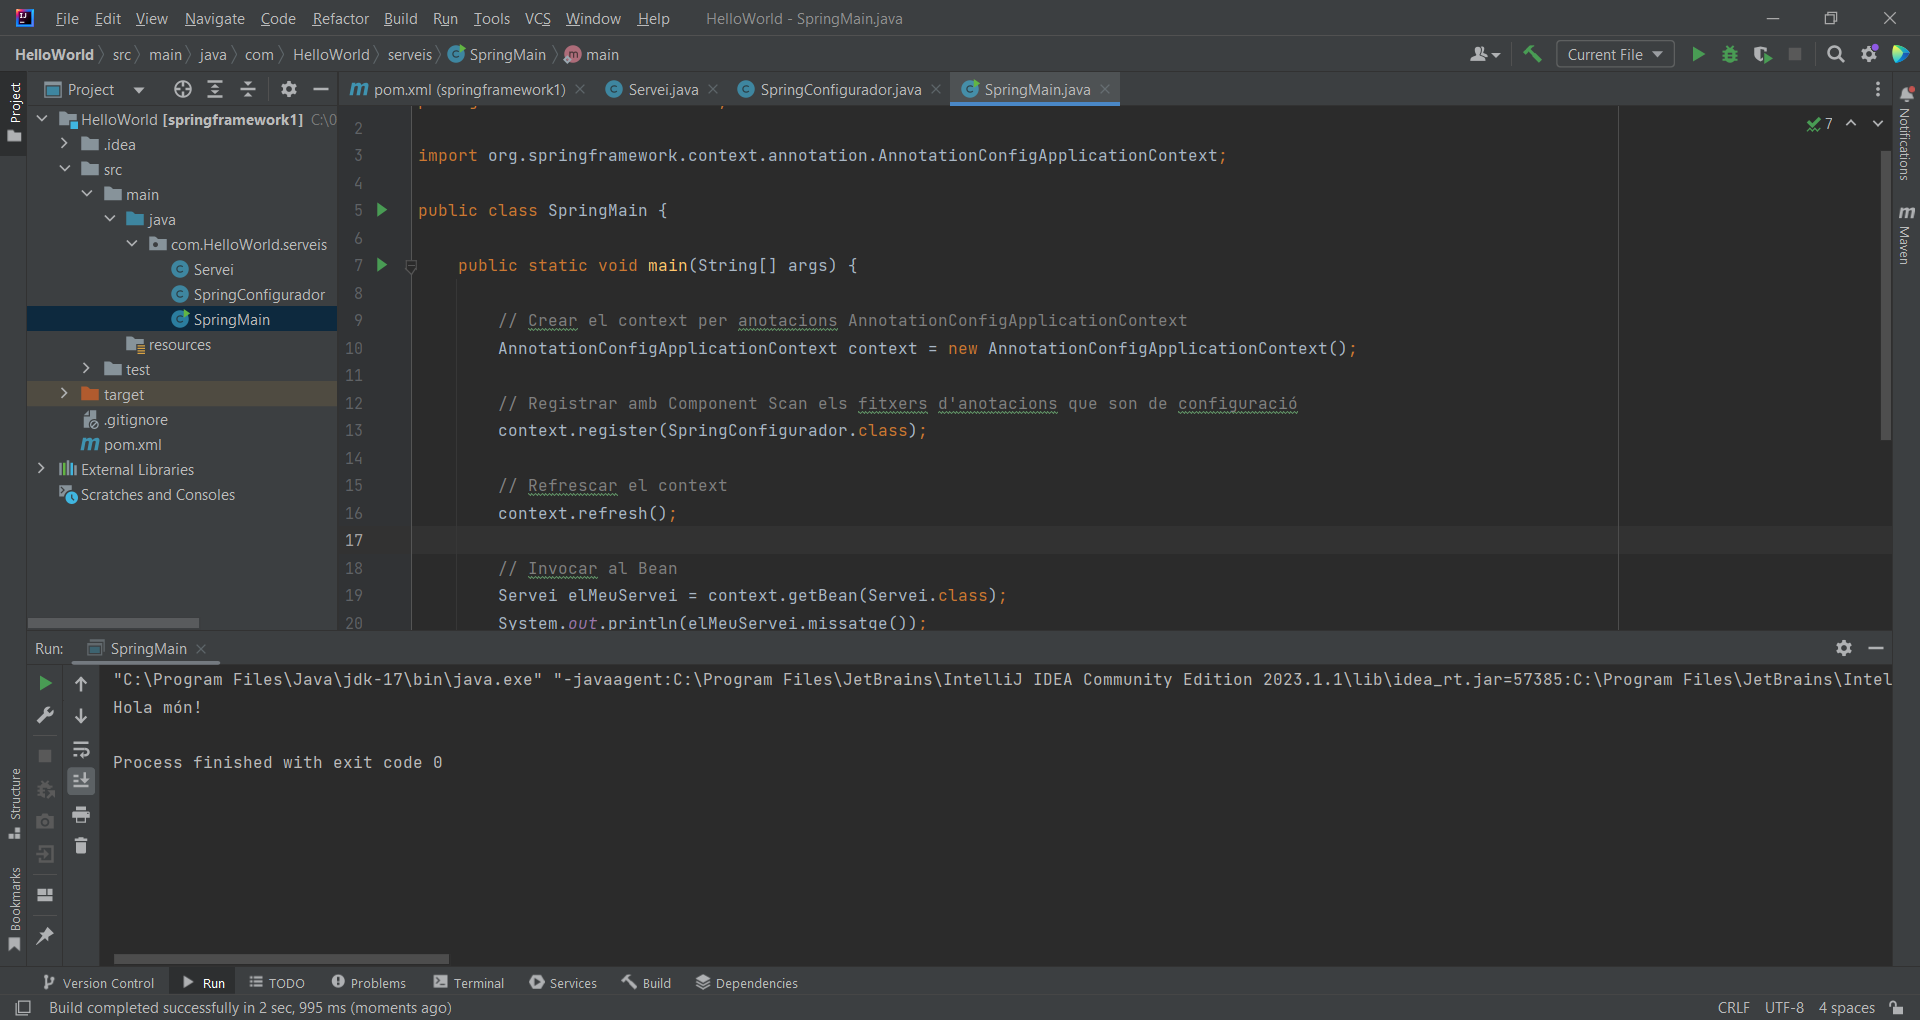 File Edit View Navigate Code Refactor Build Run Tools VCS Window Help HelloWorld - SpringMain.java
HelloWorld src main java com HelloWorld serveis SpringMain main
Current File
Project
Project
pom.xml (springframework1) Servei.java SpringConfigurador.java SpringMain.java
HelloWorld [springframework1] C:\0
.idea
src
main
java
com.HelloWorld.serveis
Servei
SpringConfigurador
SpringMain
resources
test
target
.gitignore
pom.xml
External Libraries
Scratches and Consoles
2
3 import org.springframework.context.annotation.AnnotationConfigApplicationContext;
4
5 public class SpringMain {
6
7 public static void main(String[] args) {
8
9 // Crear el context per anotacions AnnotationConfigApplicationContext
10 AnnotationConfigApplicationContext context = new AnnotationConfigApplicationContext();
11
12 // Registrar amb Component Scan els fitxers d'anotacions que son de configuració
13 context.register(SpringConfigurador.class);
14
15 // Refrescar el context
16 context.refresh();
17
18 // Invocar al Bean
19 Servei elMeuServei = context.getBean(Servei.class);
20 System.out.println(elMeuServei.missatge());
7
Notifications
Maven
Run: SpringMain
"C:\Program Files\Java\jdk-17\bin\java.exe" "-javaagent:C:\Program Files\JetBrains\IntelliJ IDEA Community Edition 2023.1.1\lib\idea_rt.jar=57385:C:\Program Files\JetBrains\Intel
Hola món!
Process finished with exit code 0
Structure
Bookmarks
Version Control Run TODO Problems Terminal Services Build Dependencies
Build completed successfully in 2 sec, 995 ms (moments ago) CRLF UTF-8 4 spaces